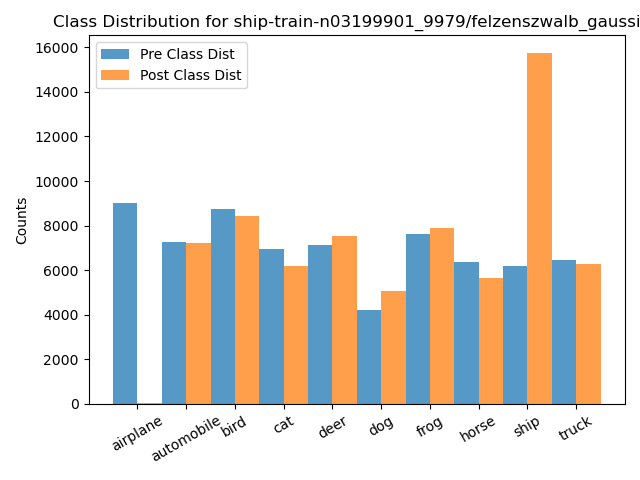 Class Distribution for ship-train-n03199901_9979/felzenszwalb_gaussi
Pre Class Dist
Post Class Dist
Counts
16000
14000
12000
10000
8000
6000
4000
2000
0
airplane
automobile
bird
cat
deer
dog
frog
horse
ship
truck